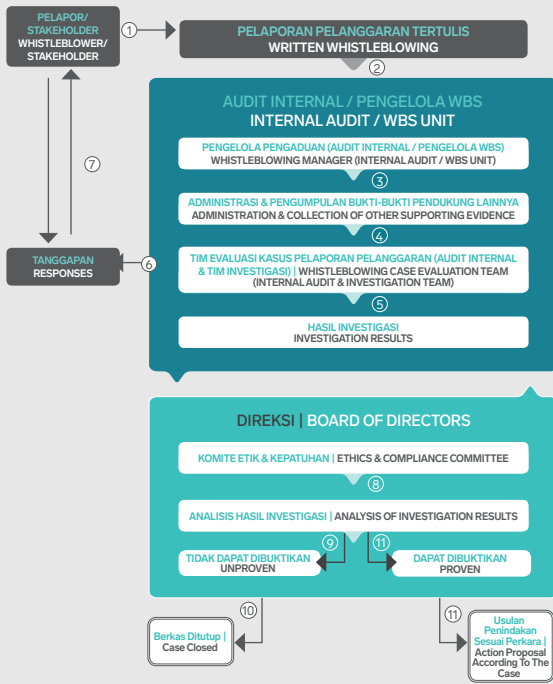 PELAPOR/
STAKEHOLDER
WHISTLEBLOWER/
STAKEHOLDER
1
PELAPORAN PELANGGARAN TERTULIS
WRITTEN WHISTLEBLOWING
2
AUDIT INTERNAL / PENGELOLA WBS
INTERNAL AUDIT / WBS UNIT
PENGELOLA PENGADUAN (AUDIT INTERNAL / PENGELOLA WBS)
WHISTLEBLOWING MANAGER (INTERNAL AUDIT / WBS UNIT)
3
ADMINISTRASI & PENGUMPULAN BUKTI-BUKTI PENDUKUNG LAINNYA
ADMINISTRATION & COLLECTION OF OTHER SUPPORTING EVIDENCE
4
TIM EVALUASI KASUS PELAPORAN PELANGGARAN (AUDIT INTERNAL
& TIM INVESTIGASI) | WHISTLEBLOWING CASE EVALUATION TEAM
(INTERNAL AUDIT & INVESTIGATION TEAM)
5
HASIL INVESTIGASI
INVESTIGATION RESULTS
6
TANGGAPAN
RESPONSES
7
DIREKSI | BOARD OF DIRECTORS
KOMITE ETIK & KEPATUHAN | ETHICS & COMPLIANCE COMMITTEE
8
ANALISIS HASIL INVESTIGASI | ANALYSIS OF INVESTIGATION RESULTS
9
11
TIDAK DAPAT DIBUKTIKAN
UNPROVEN
DAPAT DIBUKTIKAN
PROVEN
10
Berkas Ditutup |
Case Closed
11
Usulan
Penindakan
Sesuai Perkara |
Action Proposal
According To The
Case